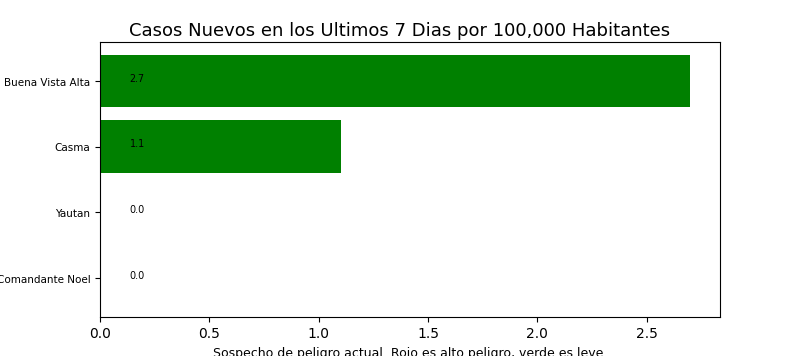 Casos Nuevos en los Ultimos 7 Dias por 100,000 Habitantes
Buena Vista Alta
2.7
Casma
1.1
Yautan
0.0
Comandante Noel
0.0
0.0 0.5 1.0 1.5 2.0 2.5
Sospecho de peligro actual. Rojo es alto peligro, verde es leve